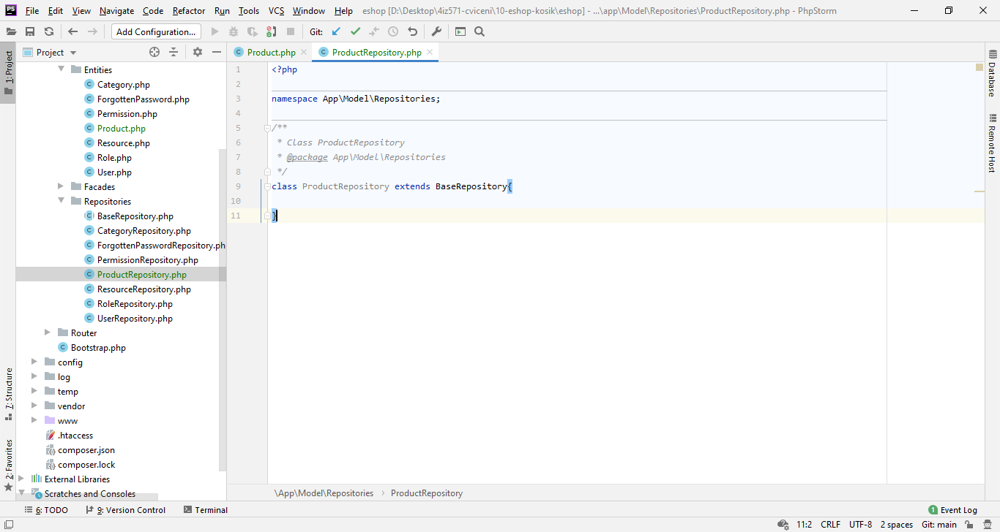 PS File Edit View Navigate Code Refactor Run Tools VCS Window Help eshop [D:\Desktop\4iz571-cviceni\10-eshop-kosik\eshop] - ...\app\Model\Repositories\ProductRepository.php - PhpStorm
Add Configuration... Git:
Project
Product.php
ProductRepository.php
1: Project
7: Structure
2: Favorites
Entities
C Category.php
C ForgottenPassword.php
C Permission.php
C Product.php
C Resource.php
C Role.php
C User.php
Facades
Repositories
C BaseRepository.php
C CategoryRepository.php
C ForgottenPasswordRepository.ph
C PermissionRepository.php
C ProductRepository.php
C ResourceRepository.php
C RoleRepository.php
C UserRepository.php
Router
C Bootstrap.php
config
log
temp
vendor
www
.htaccess
composer.json
composer.lock
External Libraries
Scratches and Consoles
1 <?php
2
3 namespace App\Model\Repositories;
4
5 /**
6 * Class ProductRepository
7 * @package App\Model\Repositories
8 */
9 class ProductRepository extends BaseRepository{
10
11 }
Database
Remote Host
\App\Model\Repositories › ProductRepository
6: TODO 9: Version Control Terminal 1 Event Log
11:2 CRLF UTF-8 2 spaces Git: main